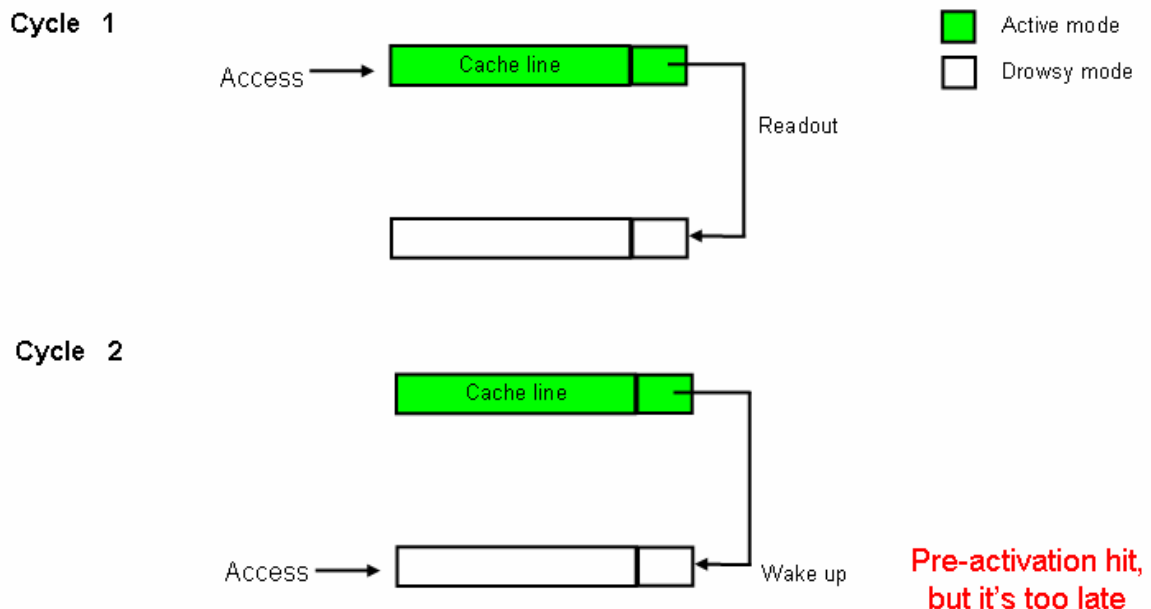 Cycle 1
Access
Cache line
Readout
Active mode
Drowsy mode
Cycle 2
Cache line
Access
Wake up
Pre-activation hit,
but it's too late